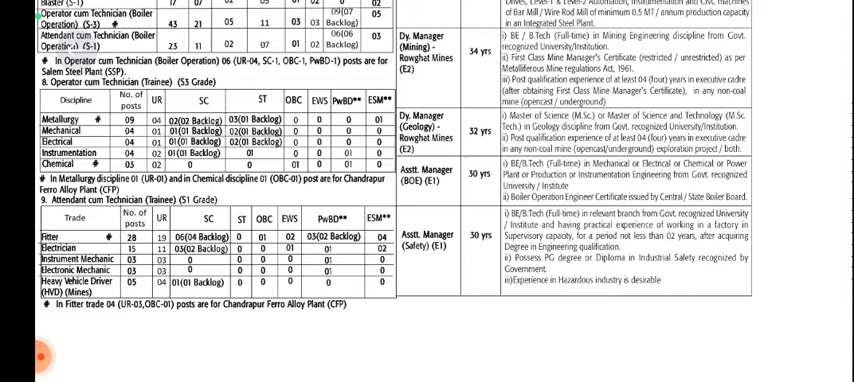 Blaster (S-1) 17 07 02 02
Operator cum Technician (Boiler Operation) (S-3) # 43 21 05 11 03 03 09(07 Backlog) 05
Attendant cum Technician (Boiler Operation) (S-1) 23 11 02 07 01 02 06(06 Backlog) 03
# In Operator cum Technician (Boiler Operation) 06 (UR-04, SC-1, OBC-1, PwBD-1) posts are for
Salem Steel Plant (SSP).
8. Operator cum Technician (Trainee) (S3 Grade)
Discipline No. of posts UR SC ST OBC EWS PwBD** ESM**
Metallurgy # 09 04 02(02 Backlog) 03(01 Backlog) 0 0 0 01
Mechanical 04 01 01(01 Backlog) 02(01 Backlog) 0 0 0 0
Electrical 04 01 01(01 Backlog) 02(01 Backlog) 0 0 0 0
Instrumentation 04 02 01(01 Backlog) 01 0 0 01 0
Chemical # 03 02 0 0 01 0 01 0
# In Metallurgy discipline 01 (UR-01) and in Chemical discipline 01 (OBC-01) post are for Chandrapur
Ferro Alloy Plant (CFP)
9. Attendant cum Technician (Trainee) (S1 Grade)
Trade No. of posts UR SC ST OBC EWS PwBD** ESM**
Fitter # 28 19 06(04 Backlog) 0 01 02 03(02 Backlog) 04
Electrician 15 11 03(02 Backlog) 0 0 01 01 02
Instrument Mechanic 03 03 0 0 0 0 01 0
Electronic Mechanic 03 03 0 0 0 0 01 0
Heavy Vehicle Driver (HVD) (Mines) 05 04 01(01 Backlog) 0 0 0 0 0
# In Fitter trade 04 (UR-03,OBC-01) posts are for Chandrapur Ferro Alloy Plant (CFP)
Drives, Level-1 & Level-2 Automation, Instrumentation and CNC machines
of Bar Mill / Wire Rod Mill of minimum 0.5 MT / annum production capacity
in an Integrated Steel Plant.
Dy. Manager
(Mining) -
Rowghat Mines
(E2)
34 yrs
i) BE / B.Tech (Full-time) in Mining Engineering discipline from Govt.
recognized University/Institution.
ii) First Class Mine Manager's Certificate (restricted / unrestricted) as per
Metalliferous Mine regulations Act, 1961.
iii) Post qualification experience of at least 04 (four) years in executive cadre
(after obtaining First Class Mine Manager's Certificate), in any non-coal
mine (opencast / underground)
Dy. Manager
(Geology) -
Rowghat Mines
(E2)
32 yrs
i) Master of Science (M.Sc.) or Master of Science and Technology (M.Sc.
Tech.) in Geology discipline from Govt. recognized University/Institution.
ii) Post qualification experience of at least 04 (four) years in executive cadre
in any non-coal mine (opencast/underground) exploration project / both.
Asstt. Manager
(BOE) (E1)
30 yrs
i) BE/B.Tech (Full-time) in Mechanical or Electrical or Chemical or Power
Plant or Production or Instrumentation Engineering from Govt. recognized
University / Institute
ii) Boiler Operation Engineer Certificate issued by Central / State Boiler Board.
Asstt. Manager
(Safety) (E1)
30 yrs
i) BE/B.Tech (Full-time) in relevant branch from Govt. recognized University
/ Institute and having practical experience of working in a factory in
Supervisory capacity, for a period not less than 02 years, after acquiring
Degree in Engineering qualification.
ii) Possess PG degree or Diploma in Industrial Safety recognized by
Government.
iii)Experience in Hazardous industry is desirable